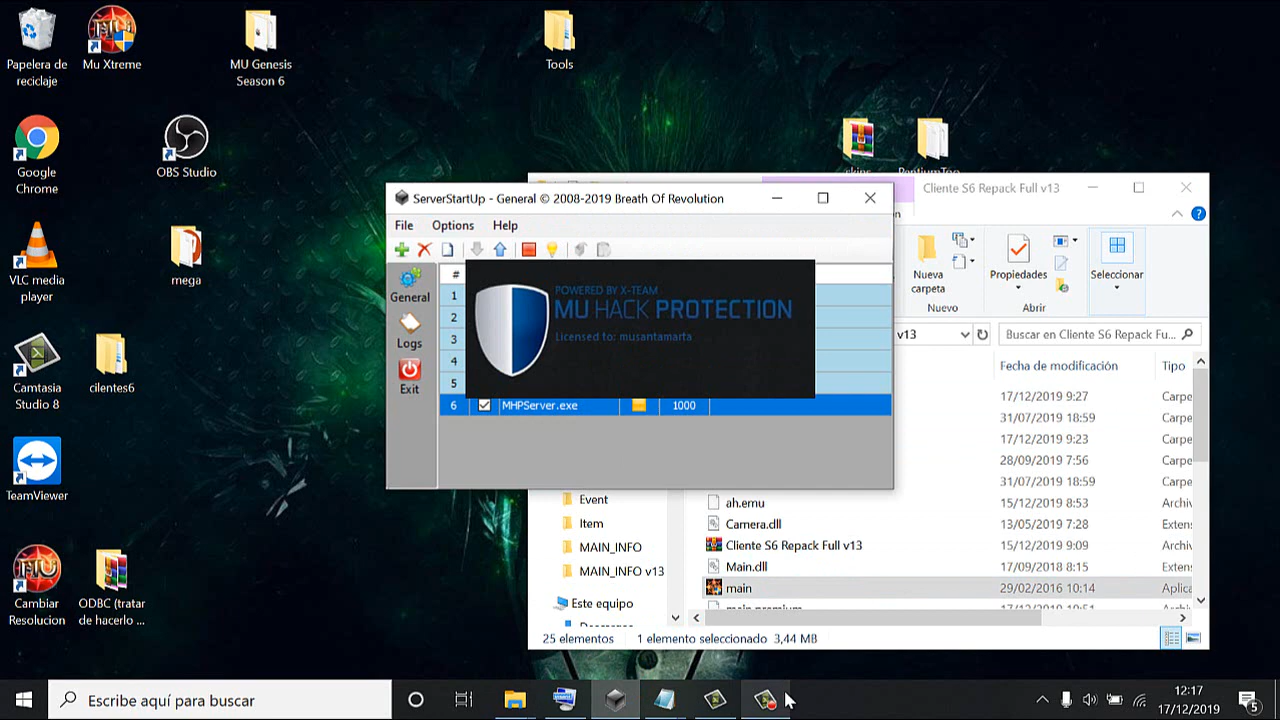 Papelera de
reciclaje
Mu Xtreme
MU Genesis
Season 6
Tools
Google
Chrome
OBS Studio
VLC media
player
mega
Camtasia
Studio 8
cilentes6
TeamViewer
Cambiar
Resolucion
ODBC (tratar
de hacerlo ...
ServerStartUp - General © 2008-2019 Breath Of Revolution
File Options Help
General
Logs
Exit
#
1
2
3
4
5
6 MHPServer.exe 1000
POWERED BY X-TEAM
MU HACK PROTECTION
Licensed to: musantamarta
Cliente S6 Repack Full v13
Nueva
carpeta
Nuevo
Propiedades
Abrir
Seleccionar
v13
Buscar en Cliente S6 Repack Fu...
Fecha de modificación Tipo
17/12/2019 9:27 Carpe
31/07/2019 18:59 Carpe
17/12/2019 9:23 Carpe
28/09/2019 7:56 Carpe
31/07/2019 18:59 Carpe
ah.emu 15/12/2019 8:53 Archiv
Camera.dll 13/05/2019 7:28 Exten
Cliente S6 Repack Full v13 15/12/2019 9:09 Archiv
Main.dll 17/09/2018 8:15 Exten
main 29/02/2016 10:14 Aplica
Event
Item
MAIN_INFO
MAIN_INFO v13
Este equipo
25 elementos 1 elemento seleccionado 3,44 MB
Escribe aquí para buscar
12:17
17/12/2019
5